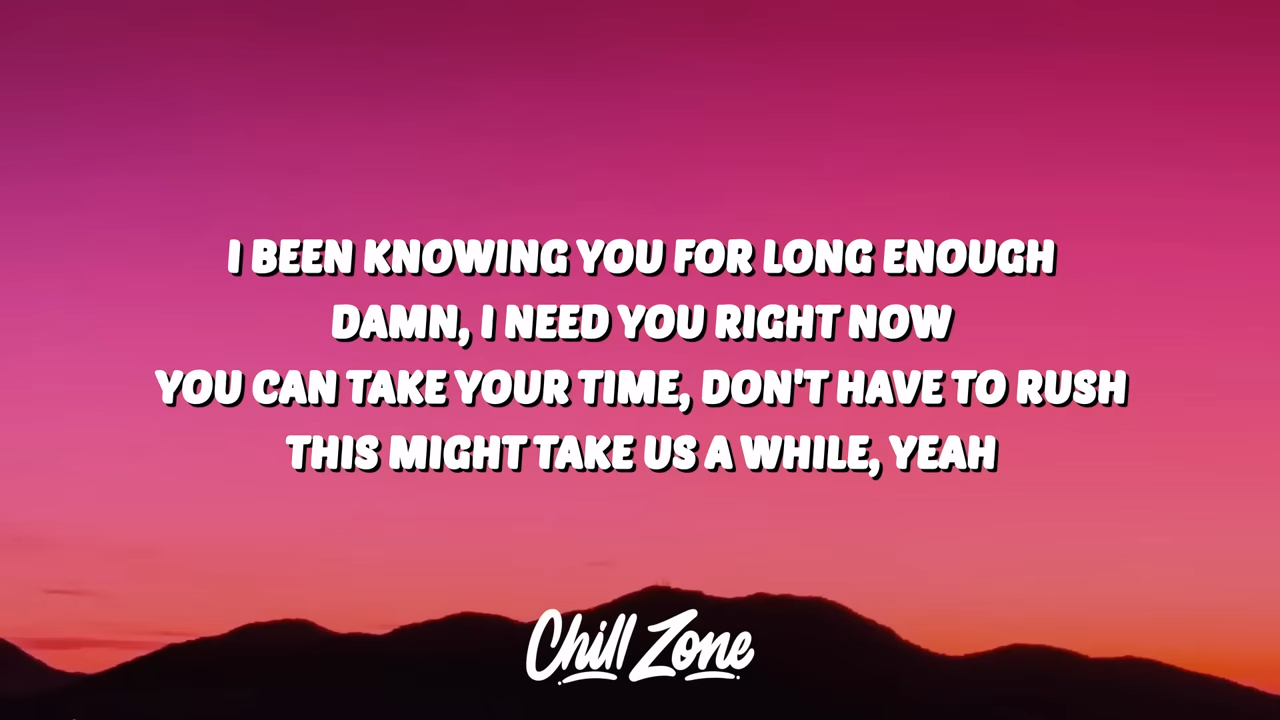 I BEEN KNOWING YOU FOR LONG ENOUGH
DAMN, I NEED YOU RIGHT NOW
YOU CAN TAKE YOUR TIME, DON'T HAVE TO RUSH
THIS MIGHT TAKE US A WHILE, YEAH
Chill Zone